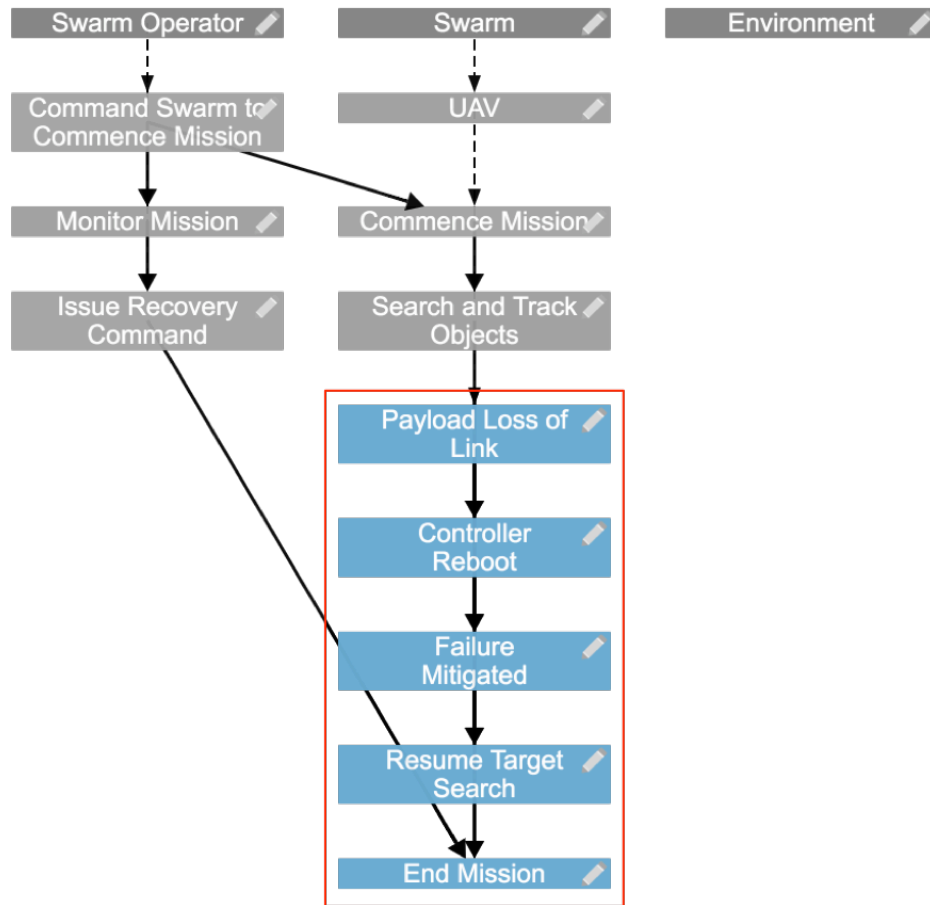 Swarm Operator
Swarm
Environment
Command Swarm to
Commence Mission
UAV
Monitor Mission
Commence Mission
Issue Recovery
Command
Search and Track
Objects
Payload Loss of
Link
Controller
Reboot
Failure
Mitigated
Resume Target
Search
End Mission